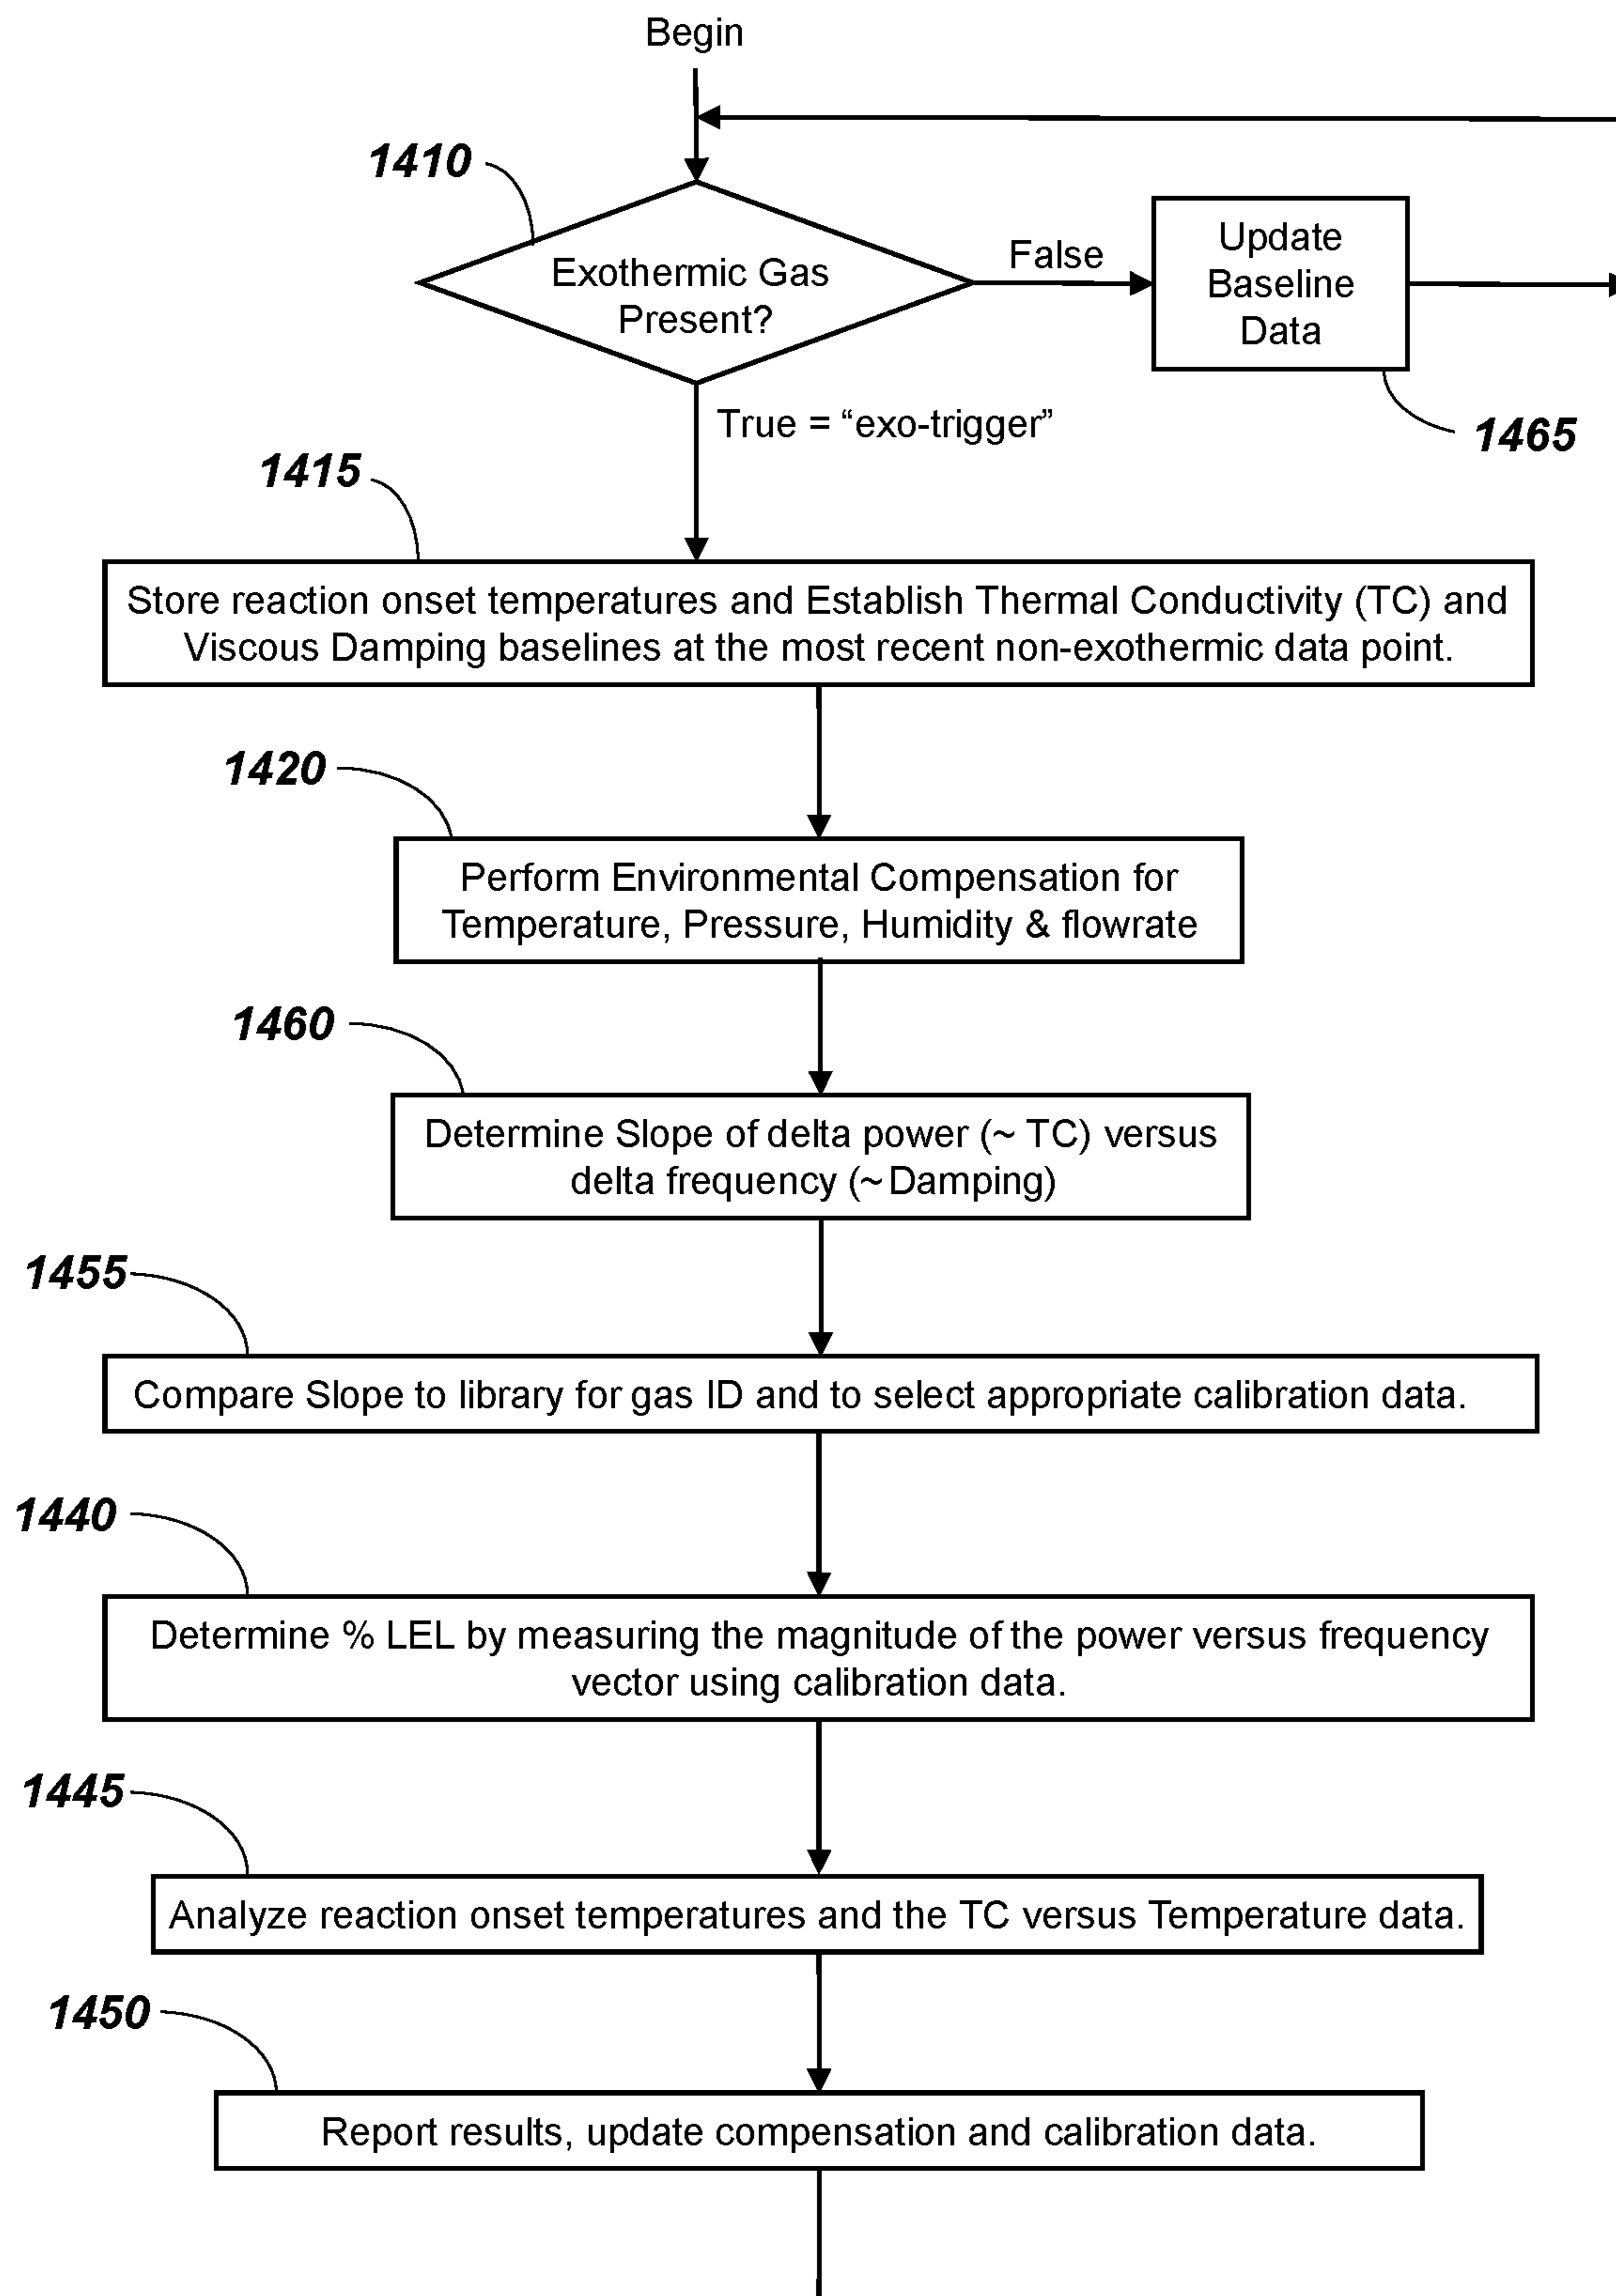 Begin
1410
Exothermic Gas
Present?
False
Update
Baseline
Data
1465
True = “exo-trigger”
1415
Store reaction onset temperatures and Establish Thermal Conductivity (TC) and
Viscous Damping baselines at the most recent non-exothermic data point.
1420
Perform Environmental Compensation for
Temperature, Pressure, Humidity & flowrate
1460
Determine Slope of delta power (~ TC) versus
delta frequency (~Damping)
1455
Compare Slope to library for gas ID and to select appropriate calibration data.
1440
Determine % LEL by measuring the magnitude of the power versus frequency
vector using calibration data.
1445
Analyze reaction onset temperatures and the TC versus Temperature data.
1450
Report results, update compensation and calibration data.